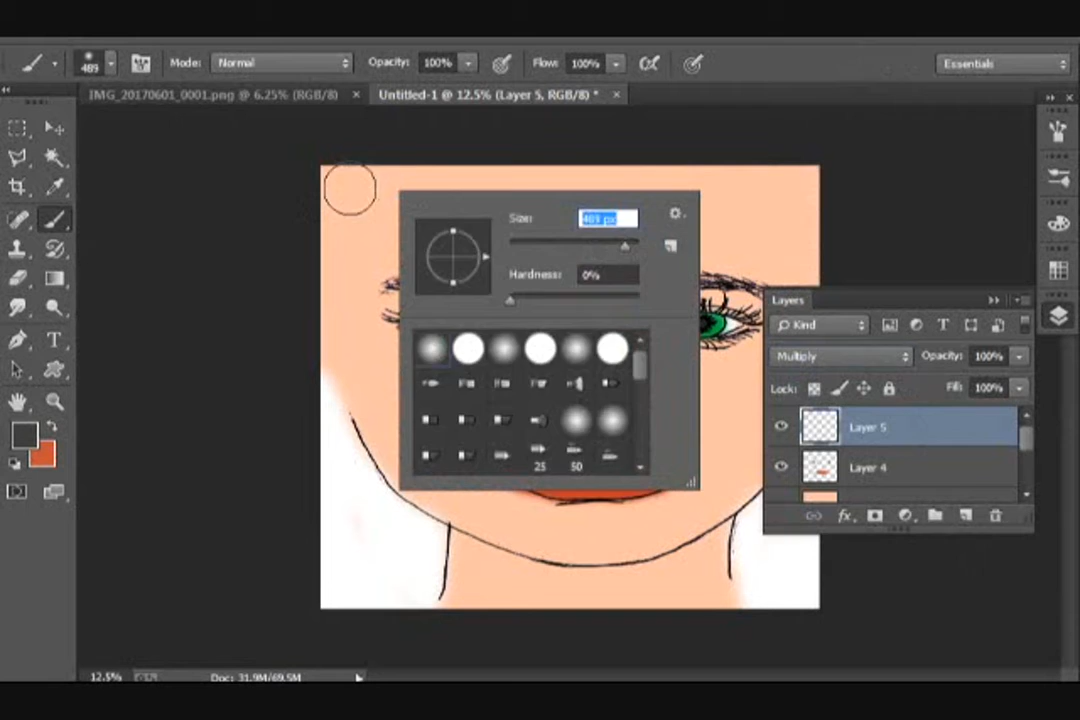 489 Mode: Normal Opacity: 100% Flow: 100% Essentials
IMG_20170601_0001.png @ 6.25% (RGB/8) × Untitled-1 @ 12.5% (Layer 5, RGB/8) * ×
Size: 489 px
Hardness: 0%
25 50
Layers
Kind
Multiply Opacity: 100%
Lock: Fill: 100%
Layer 5
Layer 4
fx
12.5% Doc: 31.9M/69.5M